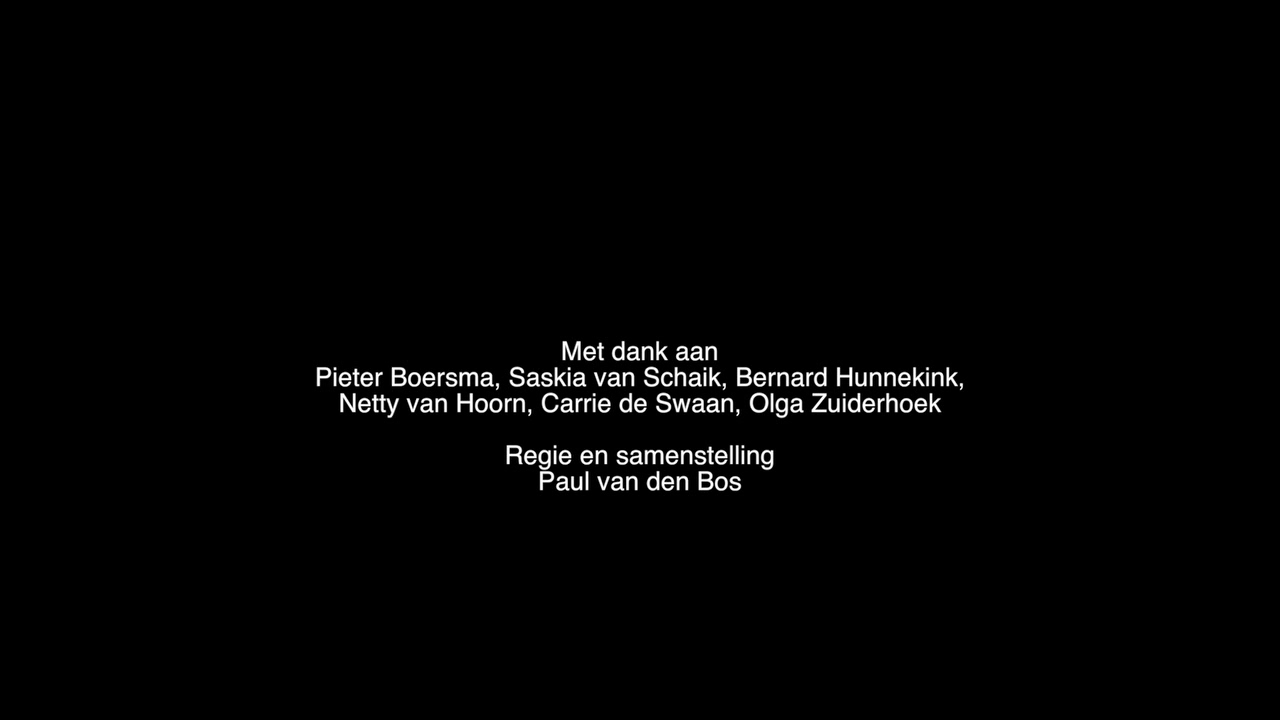 Met dank aan
Pieter Boersma, Saskia van Schaik, Bernard Hunnekink,
Netty van Hoorn, Carrie de Swaan, Olga Zuiderhoek
Regie en samenstelling
Paul van den Bos